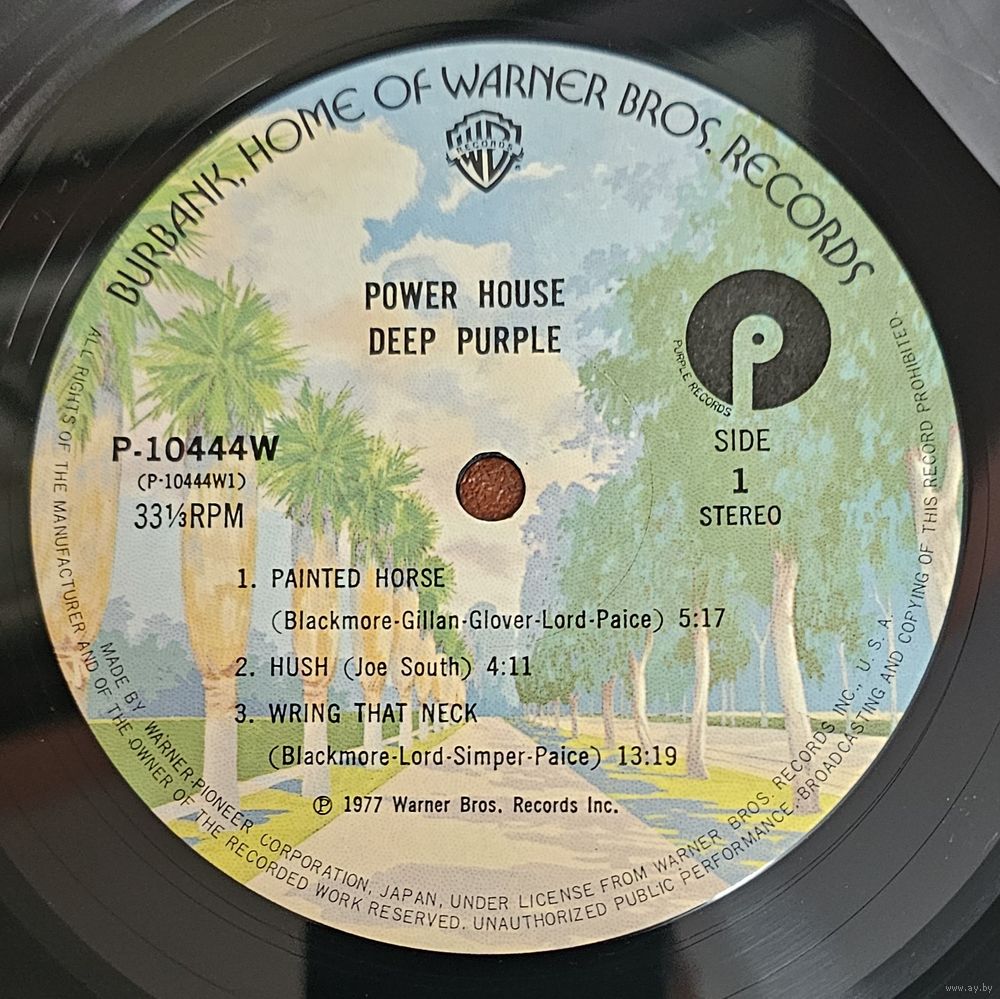 BURBANK, HOME OF WARNER BROS. RECORDS
WB
RECORDS
®
POWER HOUSE
DEEP PURPLE
P
PURPLE RECORDS
P-10444W
(P-10444W1)
33⅓RPM
SIDE
1
STEREO
1. PAINTED HORSE
(Blackmore-Gillan-Glover-Lord-Paice) 5:17
2. HUSH (Joe South) 4:11
3. WRING THAT NECK
(Blackmore-Lord-Simper-Paice) 13:19
℗ 1977 Warner Bros. Records Inc.
MADE BY WARNER-PIONEER CORPORATION, JAPAN, UNDER LICENSE FROM WARNER BROS. RECORDS INC., U. S. A.
ALL RIGHTS OF THE MANUFACTURER AND OF THE OWNER OF THE RECORDED WORK RESERVED. UNAUTHORIZED PUBLIC PERFORMANCE, BROADCASTING AND COPYING OF THIS RECORD PROHIBITED.
www.ay.by